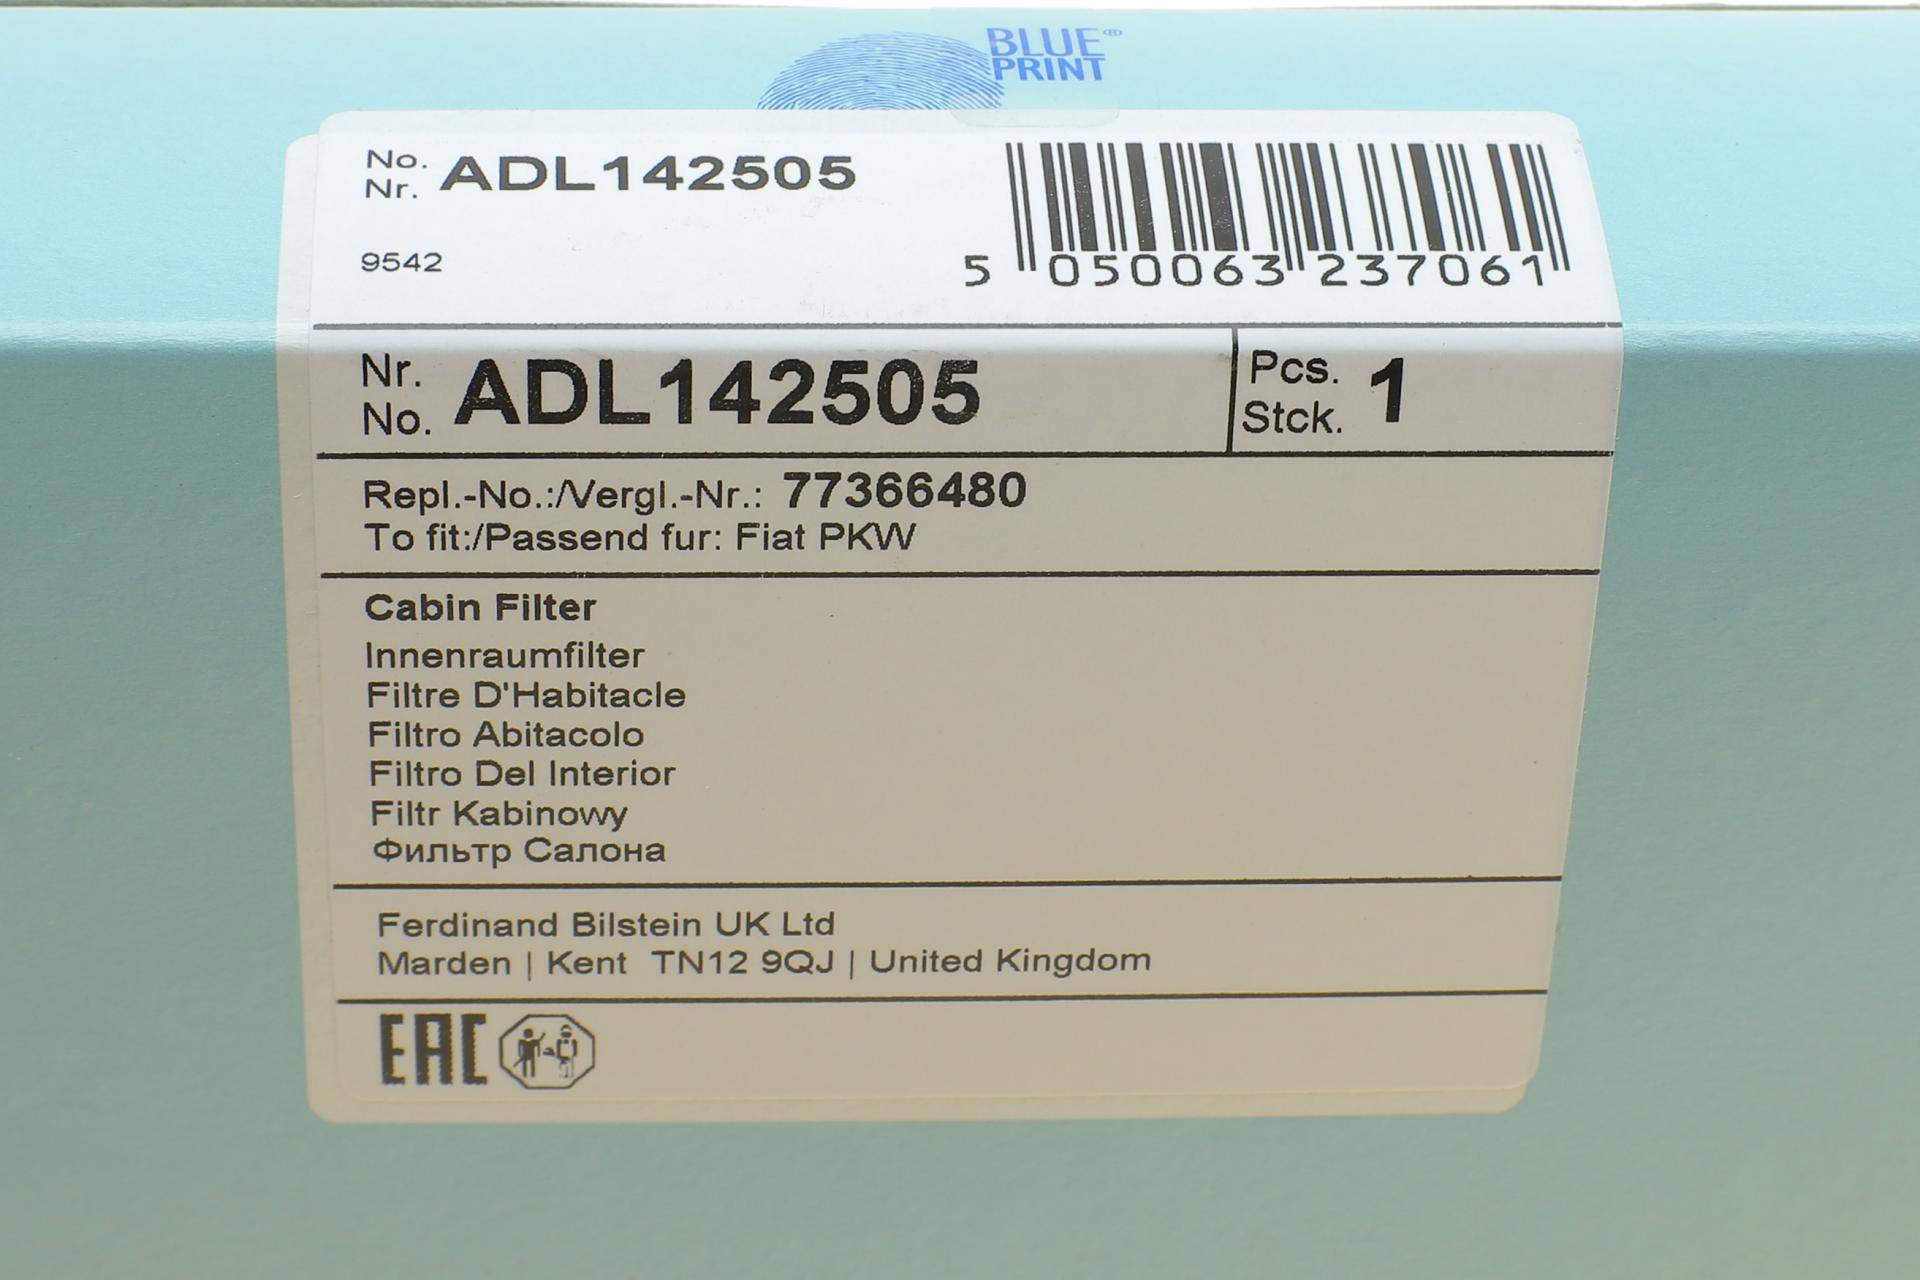 BLUE®
PRINT
No.
Nr.
ADL142505
9542
5 050063 237061
Nr.
No.
ADL142505
Pcs.
Stck.
1
Repl.-No.:/Vergl.-Nr.: 77366480
To fit:/Passend fur: Fiat PKW
Cabin Filter
Innenraumfilter
Filtre D'Habitacle
Filtro Abitacolo
Filtro Del Interior
Filtr Kabinowy
Фильтр Салона
Ferdinand Bilstein UK Ltd
Marden | Kent TN12 9QJ | United Kingdom
EAC